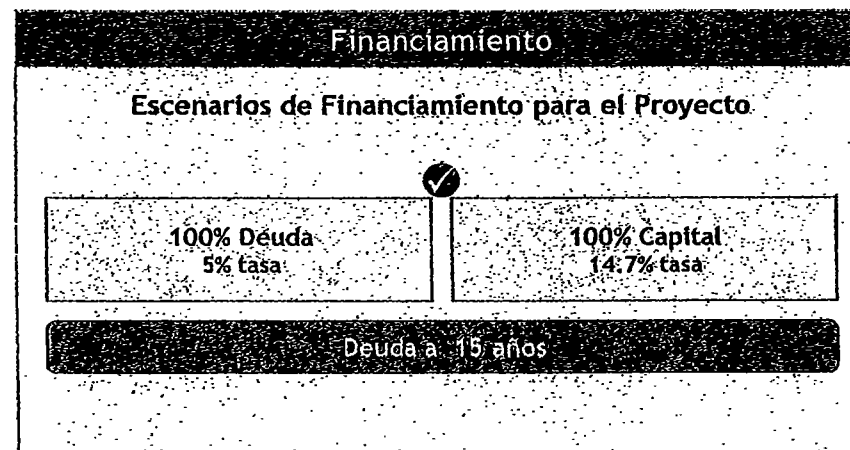 Financiamiento
Escenarios de Financiamiento para el Proyecto
100% Deuda
5% tasa
100% Capital
14.7% tasa
Deuda a 15 años